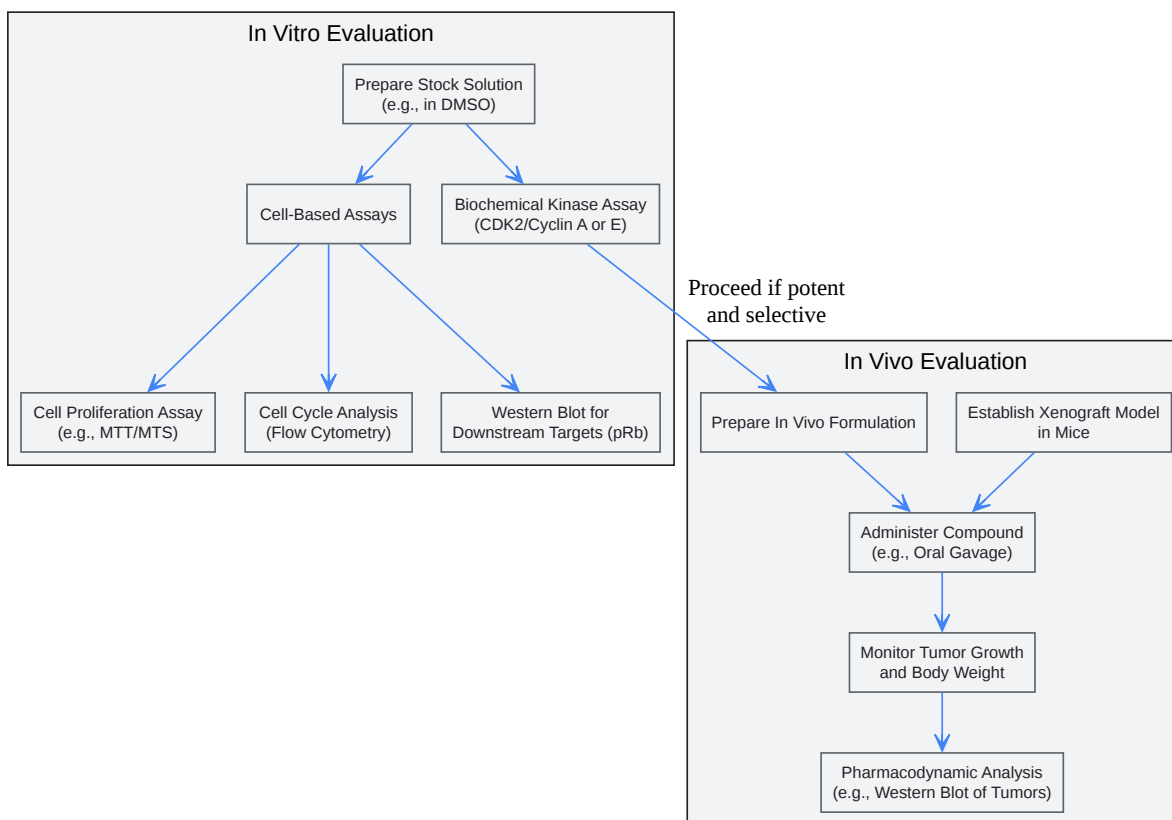 In Vitro Evaluation
Prepare Stock Solution
(e.g., in DMSO)
Cell-Based Assays
Biochemical Kinase Assay
(CDK2/Cyclin A or E)
Proceed if potent
and selective
Cell Proliferation Assay
(e.g., MTT/MTS)
Cell Cycle Analysis
(Flow Cytometry)
Western Blot for
Downstream Targets (pRb)
In Vivo Evaluation
Prepare In Vivo Formulation
Establish Xenograft Model
in Mice
Administer Compound
(e.g., Oral Gavage)
Monitor Tumor Growth
and Body Weight
Pharmacodynamic Analysis
(e.g., Western Blot of Tumors)